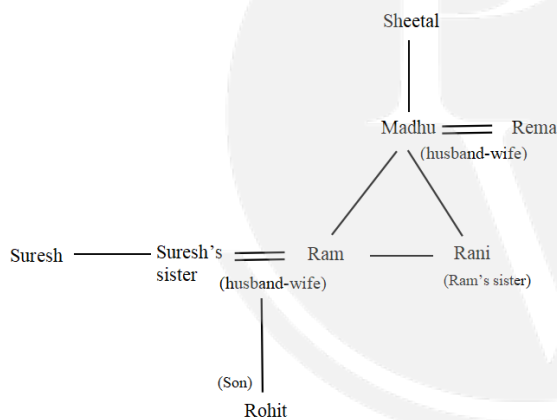 Sheetal
Madhu
Rema
(husband-wife)
Suresh
Suresh's
sister
Ram
Rani
(husband-wife)
(Ram's sister)
(Son)
Rohit